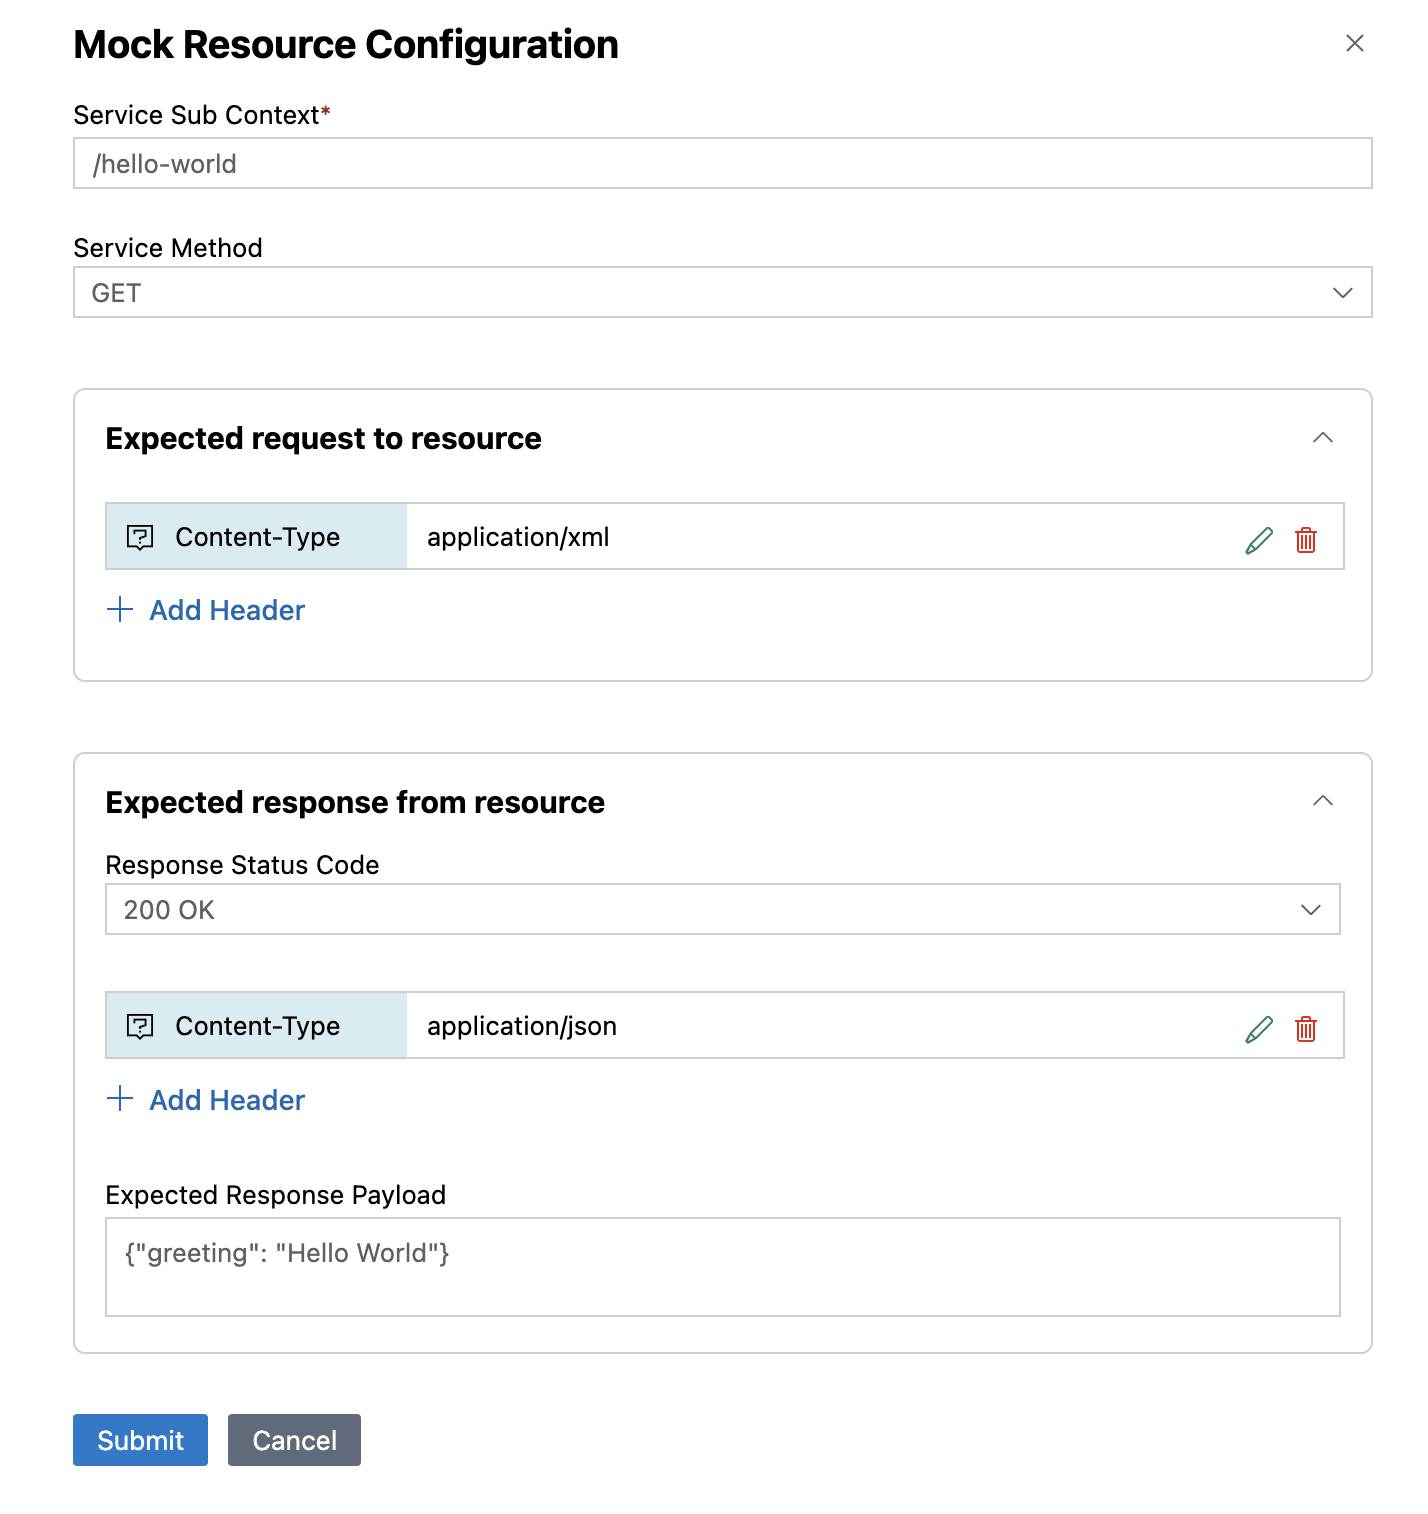 Mock Resource Configuration
Service Sub Context*
/hello-world
Service Method
GET
Expected request to resource
Content-Type application/xml
Add Header
Expected response from resource
Response Status Code
200 OK
Content-Type application/json
Add Header
Expected Response Payload
{"greeting": "Hello World"}
Submit Cancel